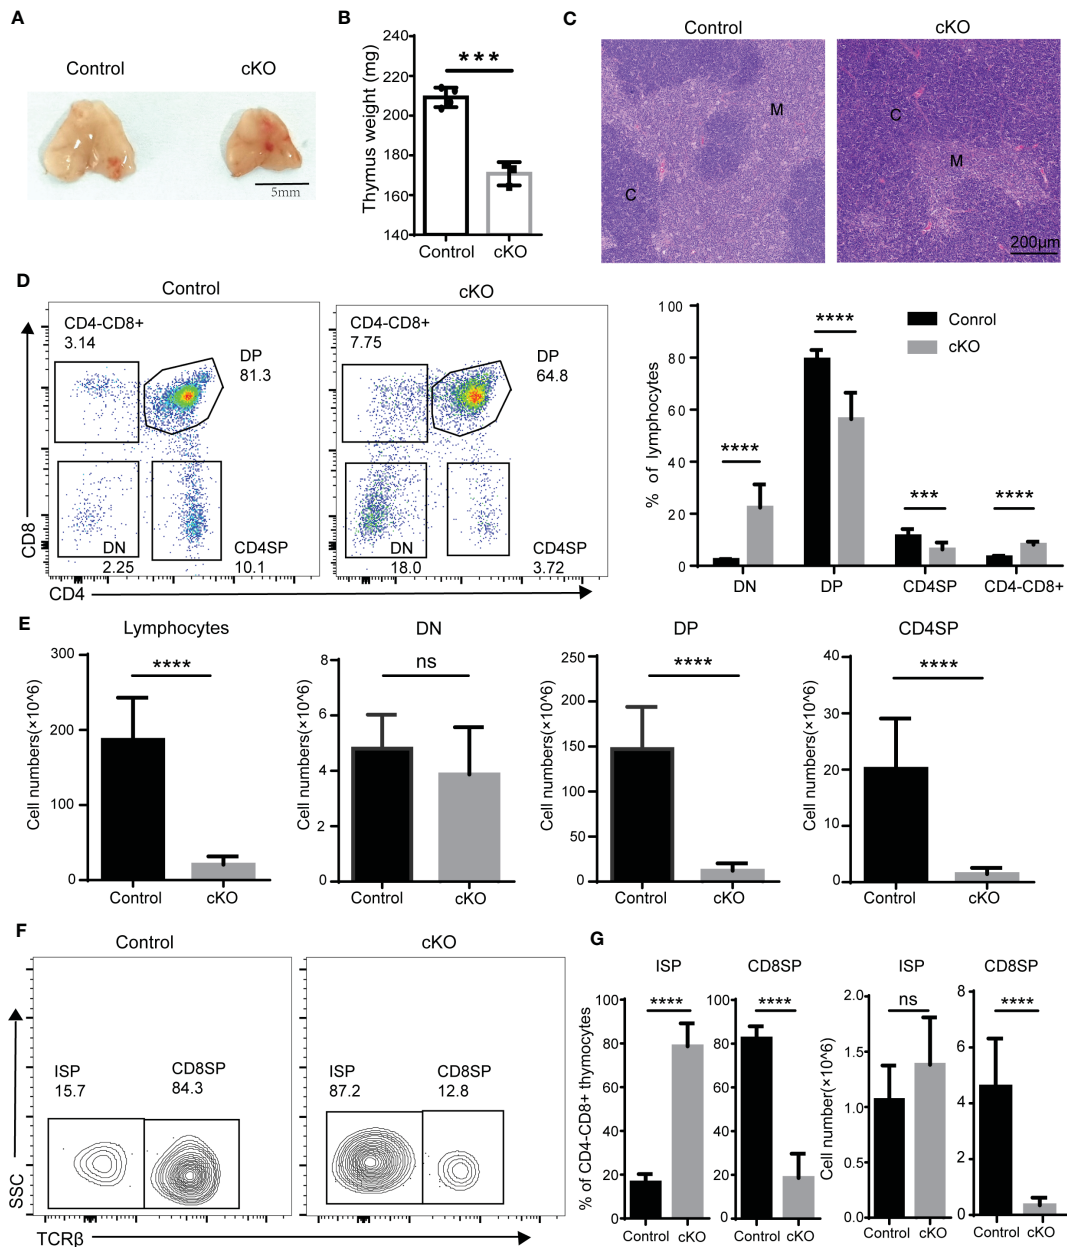 A
Control
cKO
5mm
B
Thymus weight (mg)
240
220
200
180
160
140
***
Control
cKO
C
Control
cKO
M
C
C
M
200μm
D
Control
cKO
CD4-CD8+
3.14
DP
81.3
DN
2.25
CD4SP
10.1
CD4-CD8+
7.75
DP
64.8
DN
18.0
CD4SP
3.72
CD8
CD4
% of lymphocytes
100
80
60
40
20
0
****
****
***
****
Conrol
cKO
DN
DP
CD4SP
CD4-CD8+
E
Lymphocytes
Cell numbers(×10^6)
300
200
100
0
****
Control
cKO
DN
Cell numbers(×10^6)
8
6
4
2
0
ns
Control
cKO
DP
Cell numbers(×10^6)
250
200
150
100
50
0
****
Control
cKO
CD4SP
Cell numbers(×10^6)
40
30
20
10
0
****
Control
cKO
F
Control
cKO
ISP
15.7
CD8SP
84.3
ISP
87.2
CD8SP
12.8
SSC
TCRβ
G
ISP
% of CD4-CD8+ thymocytes
100
80
60
40
20
0
****
Control
cKO
CD8SP
100
80
60
40
20
0
****
Control
cKO
ISP
Cell number(×10^6)
2.0
1.5
1.0
0.5
0.0
ns
Control
cKO
CD8SP
8
6
4
2
0
****
Control
cKO